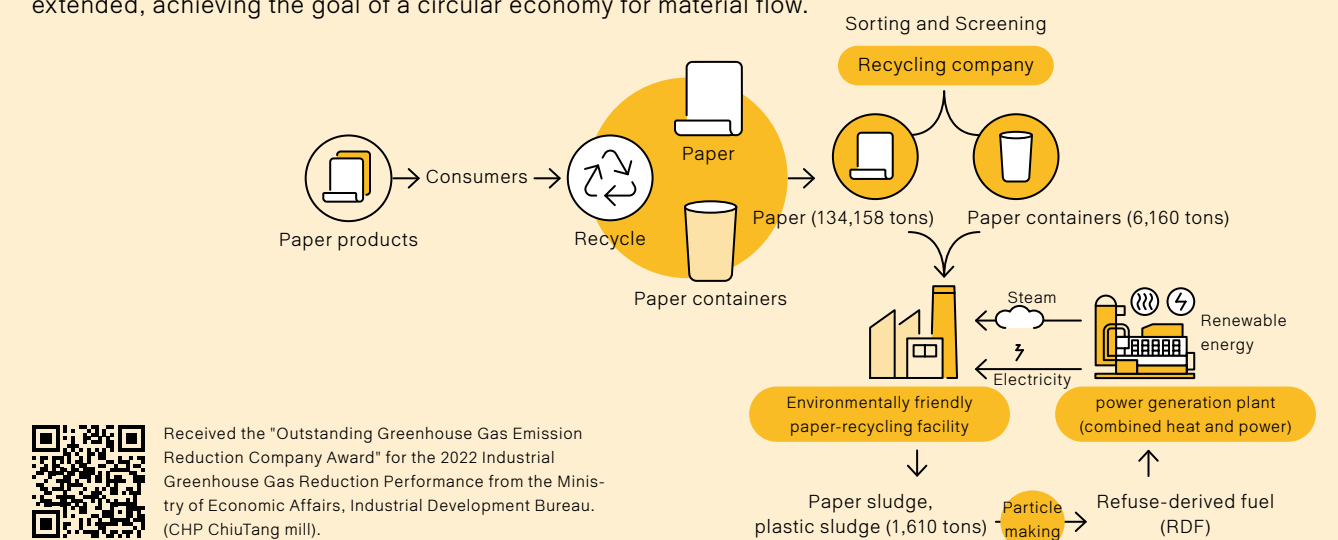 extended, achieving the goal of a circular economy for material flow.
Sorting and Screening
Recycling company
Paper
Consumers
Paper (134,158 tons)
Paper containers (6,160 tons)
Paper products
Recycle
Paper containers
Steam
Renewable
energy
Electricity
Environmentally friendly
paper-recycling facility
power generation plant
(combined heat and power)
Received the "Outstanding Greenhouse Gas Emission
Reduction Company Award" for the 2022 Industrial
Greenhouse Gas Reduction Performance from the Minis-
try of Economic Affairs, Industrial Development Bureau.
(CHP ChiuTang mill).
Paper sludge,
plastic sludge (1,610 tons)
Particle
making
Refuse-derived fuel
(RDF)